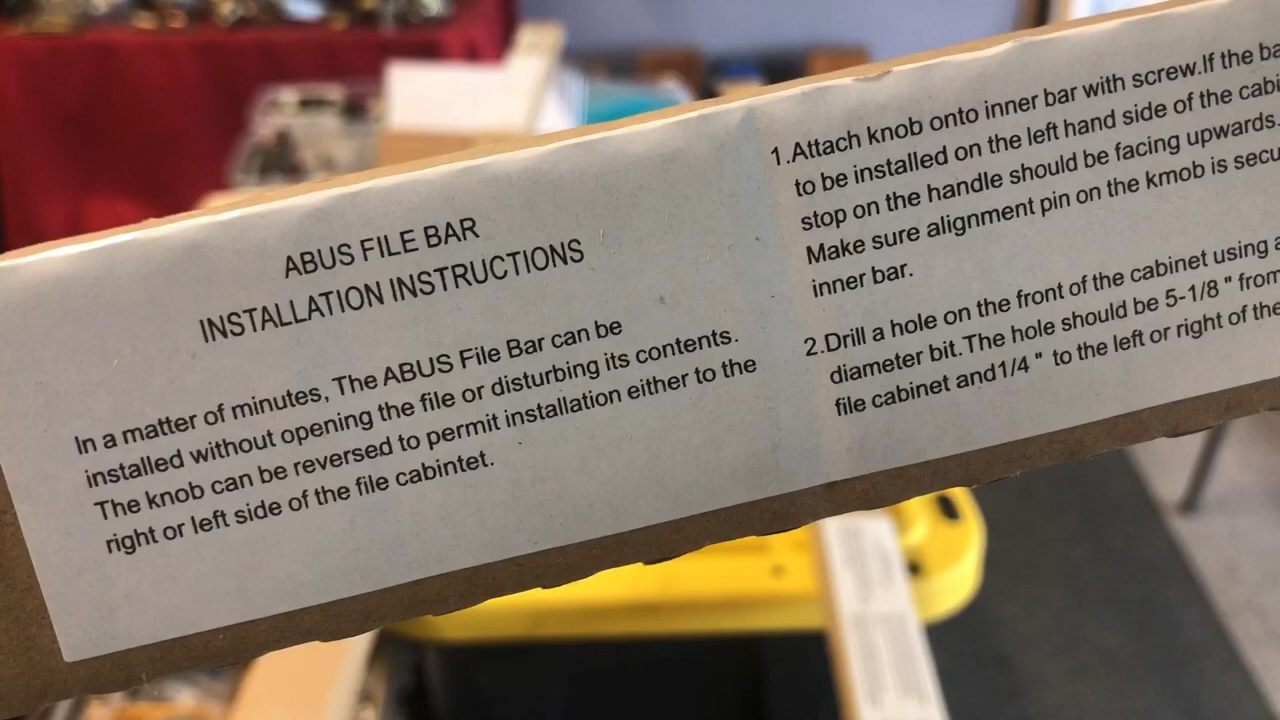 ABUS FILE BAR
INSTALLATION INSTRUCTIONS
In a matter of minutes, The ABUS File Bar can be
installed without opening the file or disturbing its contents.
The knob can be reversed to permit installation either to the
right or left side of the file cabintet.
1.Attach knob onto inner bar with screw.If the
to be installed on the left hand side of the
stop on the handle should be facing upwards.
Make sure alignment pin on the kmob is
inner bar.
2.Drill a hole on the front of the cabinet using
diameter bit.The hole should be 5-1/8 " from
file cabinet and1/4 " to the left or right of the